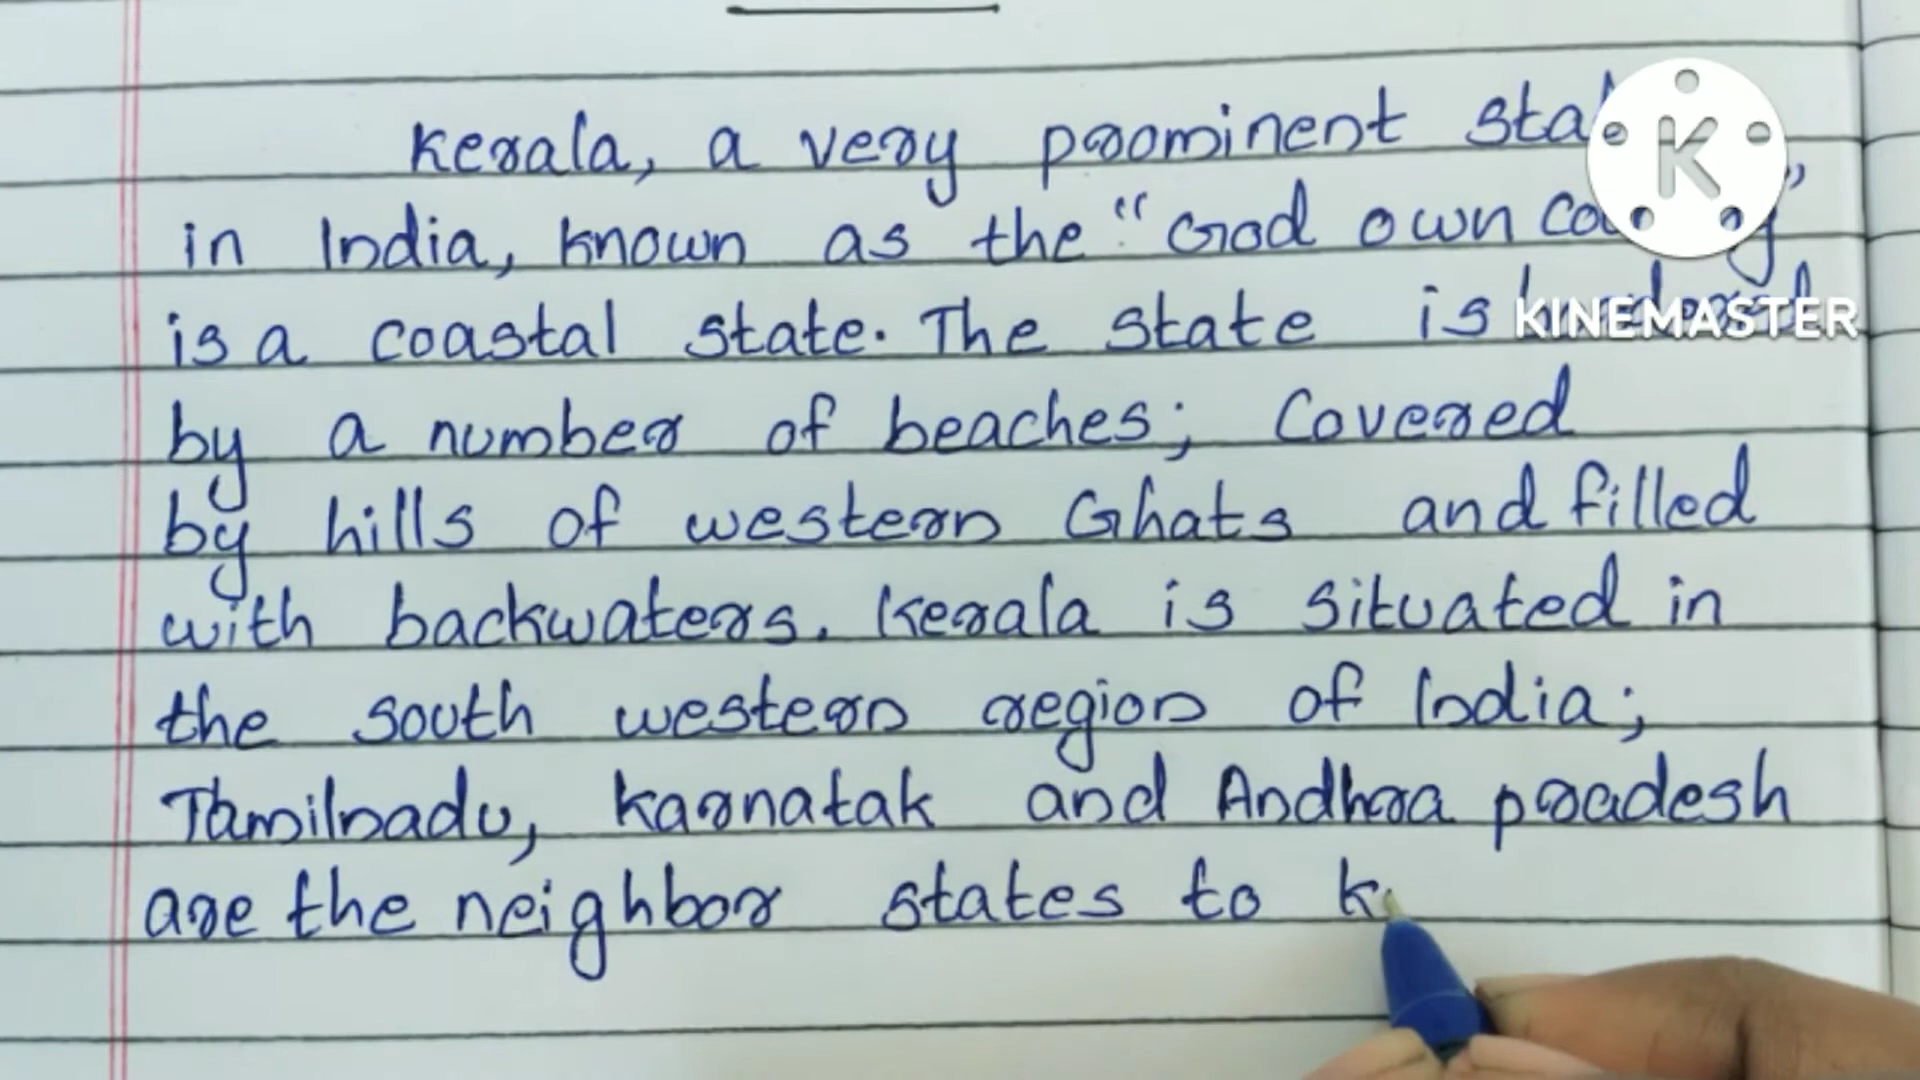 Kerala, a very prominent
in India, known as the "God own
is a coastal state. The state is
by a number of beaches; Covered
by hills of western Ghats and filled
with backwaters. Kerala is situated in
the south western region of India;
Tamilnadu, Karnatak and Andhra pradesh
are the neighbor states to K
K
KINEMASTER